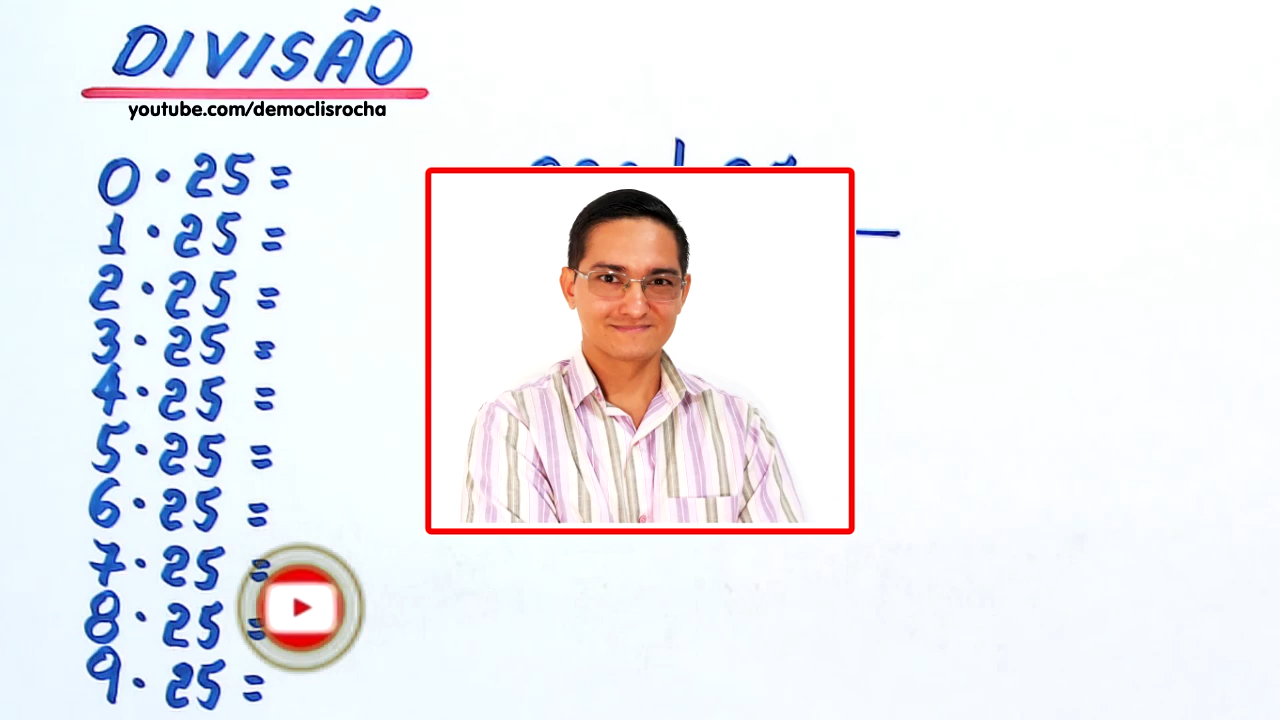 DIVISÃO
youtube.com/democlisrocha
0 · 25 =
1 · 25 =
2 · 25 =
3 · 25 =
4 · 25 =
5 · 25 =
6 · 25 =
7 · 25 =
8 · 25 =
9 · 25 =